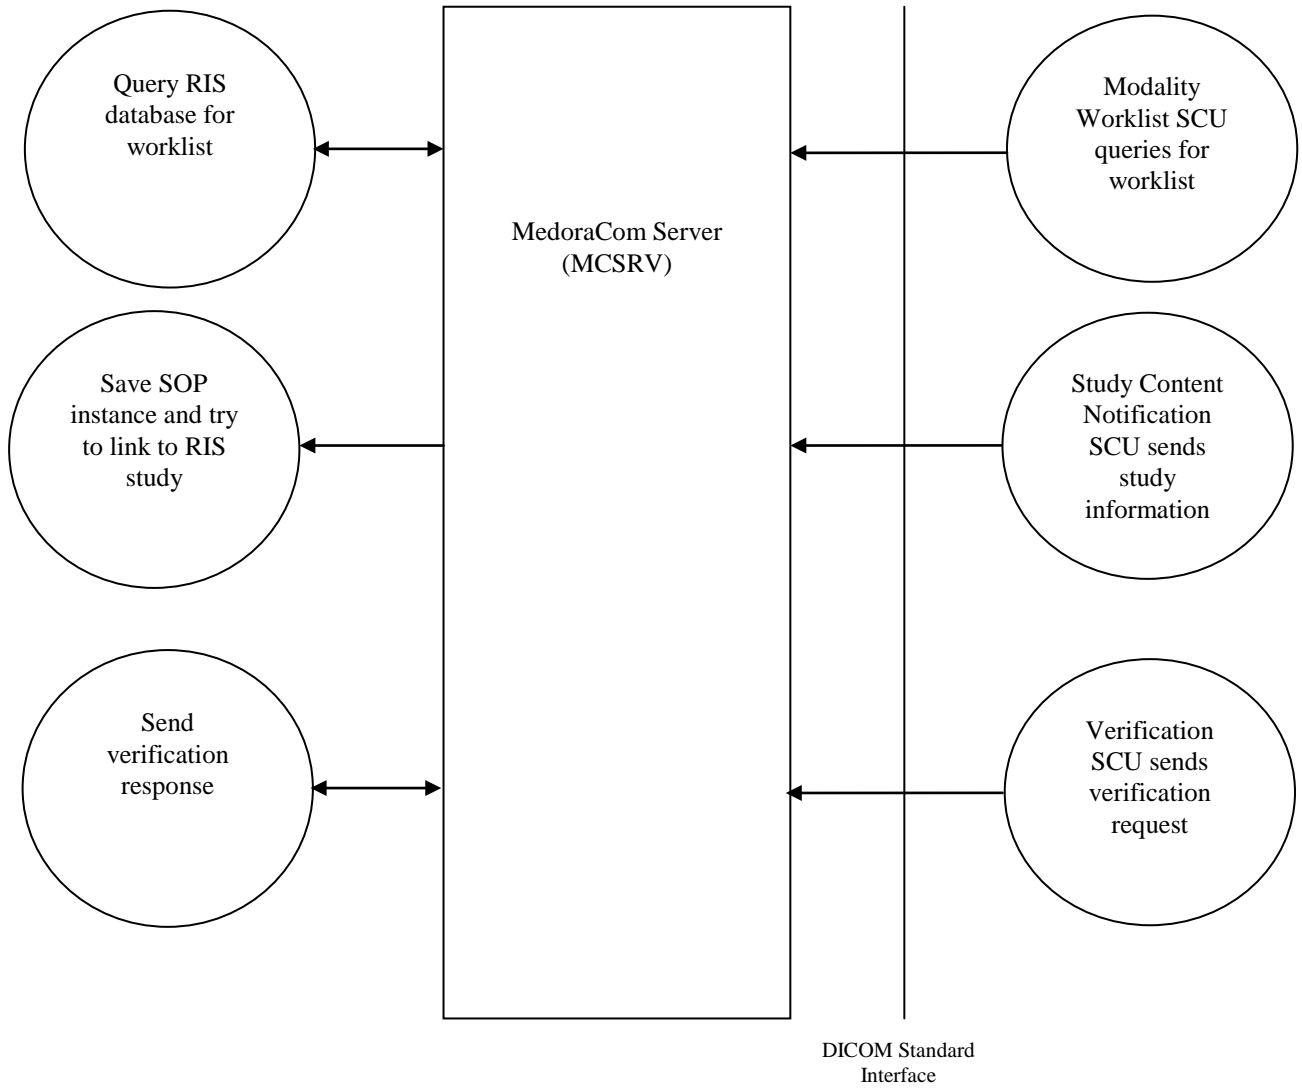 Query RIS
database for
worklist
Modality
Worklist SCU
queries for
worklist
MedoraCom Server
(MCSRV)
Save SOP
instance and try
to link to RIS
study
Study Content
Notification
SCU sends
study
information
Send
verification
response
Verification
SCU sends
verification
request
DICOM Standard
Interface